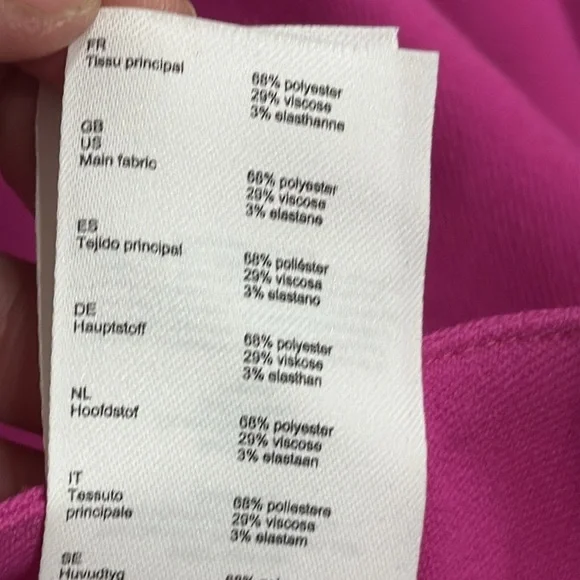 FR
Tissu principal
68% polyester
29% viscose
3% elasthanne
GB
US
Main fabric
68% polyester
29% viscose
3% elastane
ES
Tejido principal
68% poliéster
29% viscosa
3% elastano
DE
Hauptstoff
68% polyester
29% viskose
3% elasthan
NL
Hoofdstof
68% polyester
29% viscose
3% elastaan
IT
Tessuto
principale
68% poliestere
29% viscosa
3% elastam
SE
Huvudtyg